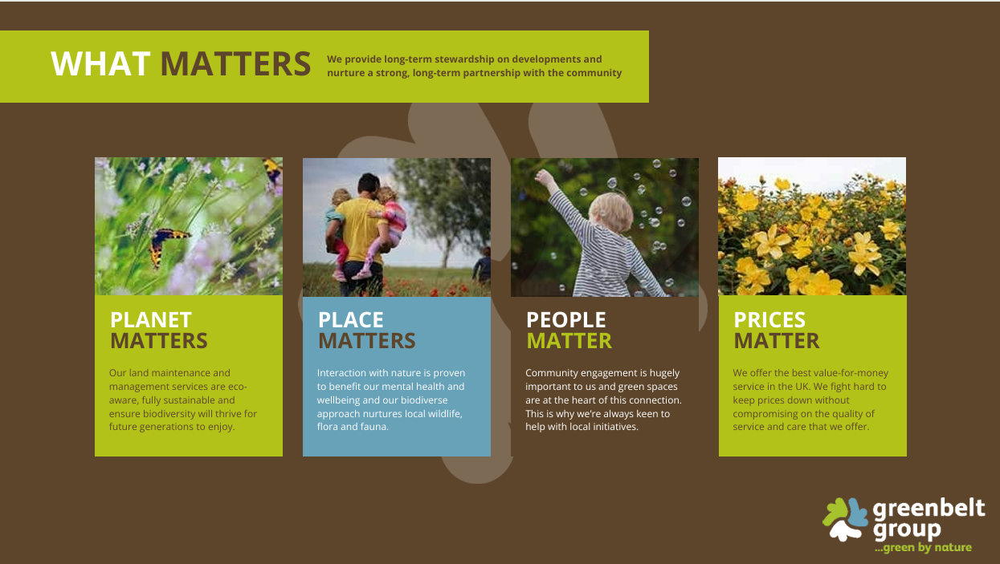 WHAT MATTERS
We provide long-term stewardship on developments and
nurture a strong, long-term partnership with the community
PLANET
MATTERS
Our land maintenance and
management services are eco-
aware, fully sustainable and
ensure biodiversity will thrive for
future generations to enjoy.
PLACE
MATTERS
Interaction with nature is proven
to benefit our mental health and
wellbeing and our biodiverse
approach nurtures local wildlife,
flora and fauna.
PEOPLE
MATTER
Community engagement is hugely
important to us and green spaces
are at the heart of this connection.
This is why we're always keen to
help with local initiatives.
PRICES
MATTER
We offer the best value-for-money
service in the UK. We fight hard to
keep prices down without
compromising on the quality of
service and care that we offer.
greenbelt
group
...green by nature